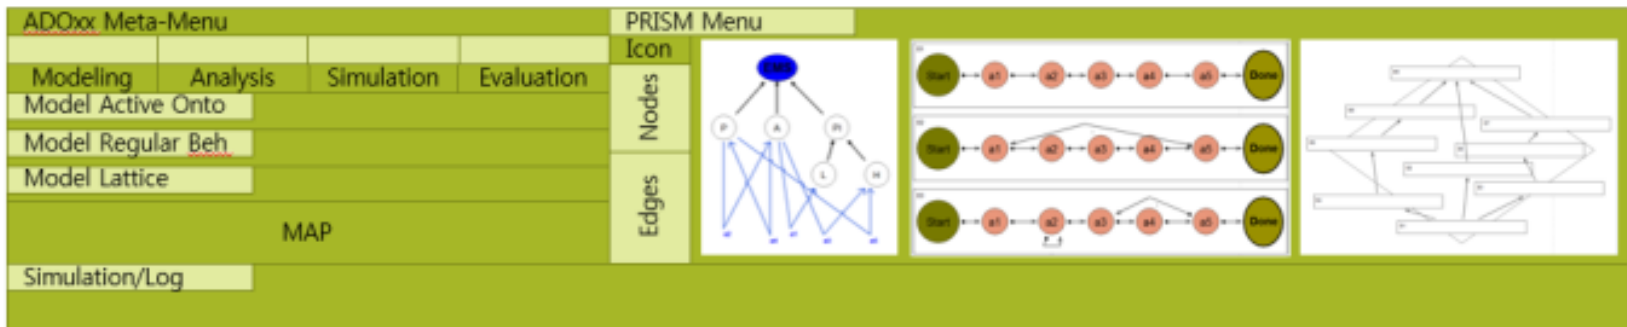 ADOxx Meta-Menu
PRISM Menu
Icon
Modeling Analysis Simulation Evaluation
Nodes
Model Active Onto
Model Regular Beh
Model Lattice
Edges
MAP
Simulation/Log
P A PI
L H
Start a1 a2 a3 a4 a5 Done
Start a1 a2 a3 a4 a5 Done
Start a1 a2 a3 a4 a5 Done